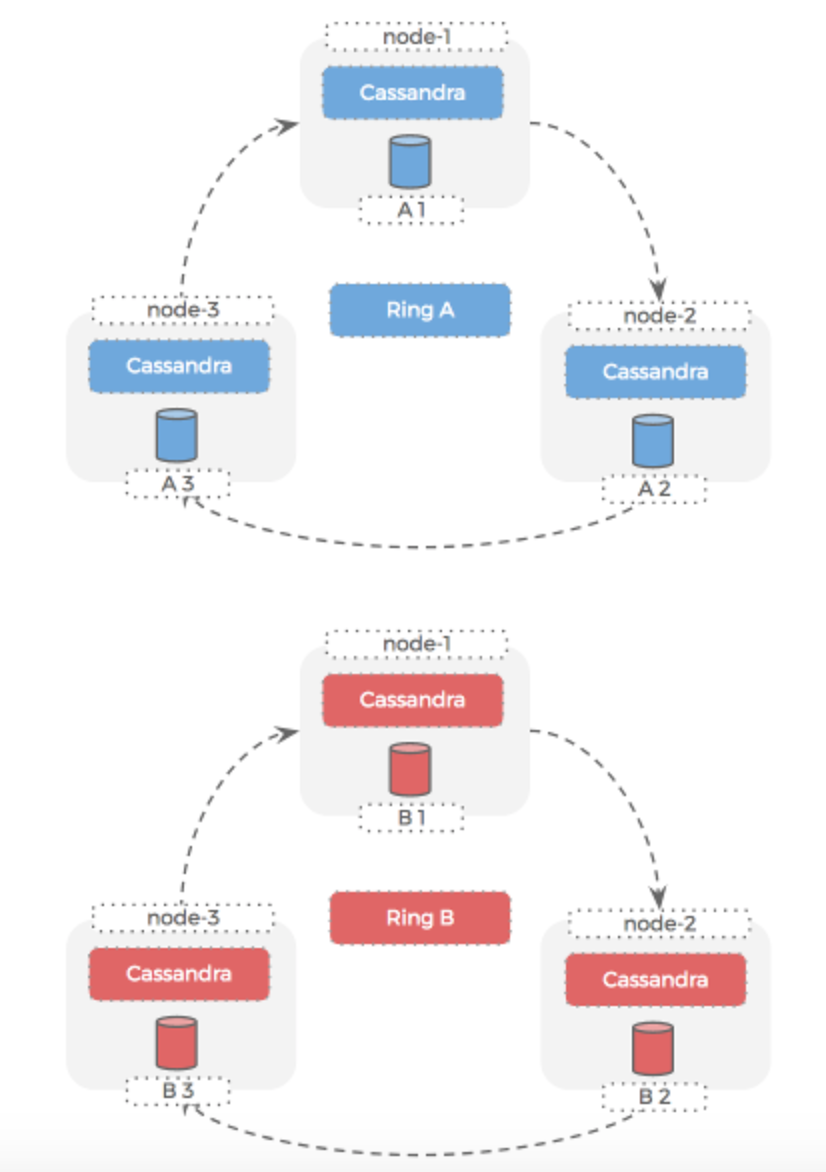 node-1
Cassandra
A 1
node-3
Ring A
node-2
Cassandra
Cassandra
A 3
A 2
node-1
Cassandra
B 1
node-3
Ring B
node-2
Cassandra
Cassandra
B 3
B 2